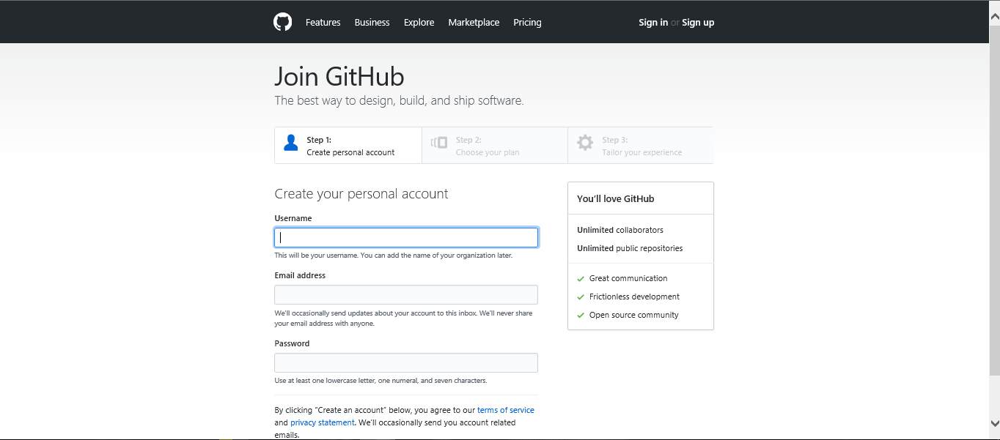 Features Business Explore Marketplace Pricing Sign in or Sign up
Join GitHub
The best way to design, build, and ship software.
Step 1:
Create personal account
Step 2:
Choose your plan
Step 3:
Tailor your experience
Create your personal account
Username
This will be your username. You can add the name of your organization later.
Email address
We'll occasionally send updates about your account to this inbox. We'll never share
your email address with anyone.
Password
Use at least one lowercase letter, one numeral, and seven characters.
By clicking "Create an account" below, you agree to our terms of service
and privacy statement. We'll occasionally send you account related
emails.
You'll love GitHub
Unlimited collaborators
Unlimited public repositories
Great communication
Frictionless development
Open source community